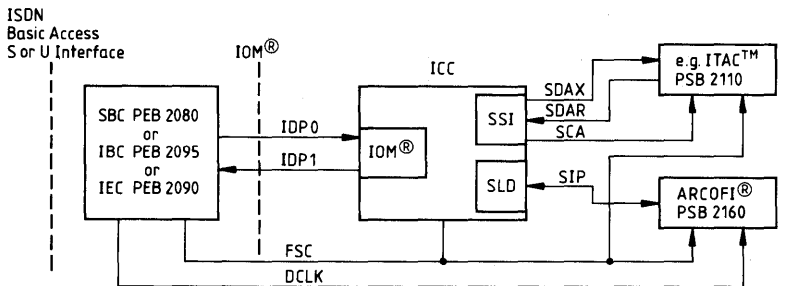 ISDN
Basic Access
S or U Interface
IOM®
ICC
SBC PEB 2080
or
IBC PEB 2095
or
IEC PEB 2090
IDP0
IDP1
IOM®
SSI
SLD
SDAX
SDAR
SCA
SIP
e.g. ITAC™
PSB 2110
ARCOFI®
PSB 2160
FSC
DCLK